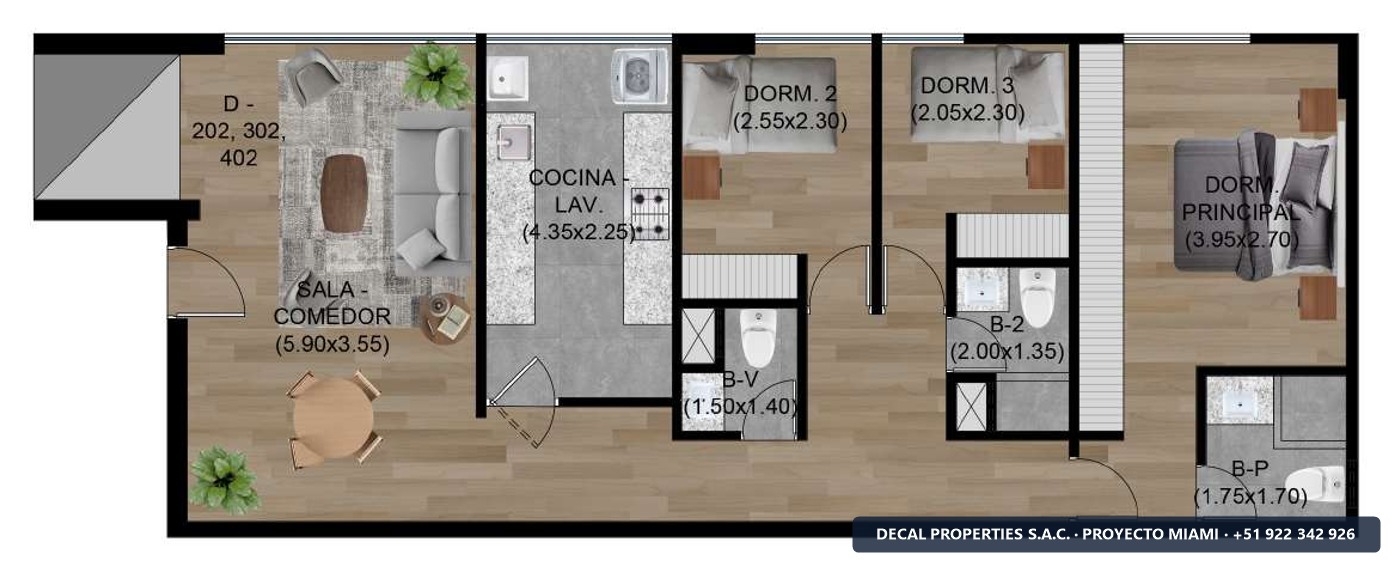 D -
202, 302,
402
SALA -
COMEDOR
(5.90x3.55)
COCINA -
LAV.
(4.35x2.25)
DORM. 2
(2.55x2.30)
DORM. 3
(2.05x2.30)
DORM.
PRINCIPAL
(3.95x2.70)
B-V
(1.50x1.40)
B-2
(2.00x1.35)
B-P
(1.75x1.70)
DECAL PROPERTIES S.A.C. · PROYECTO MIAMI · +51 922 342 926